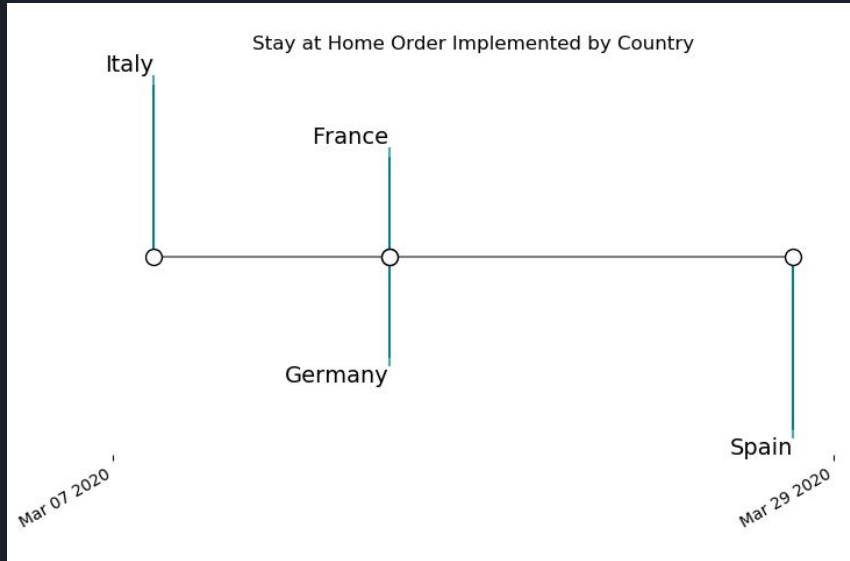 Stay at Home Order Implemented by Country
Italy
France
Germany
Spain
Mar 07 2020
Mar 29 2020